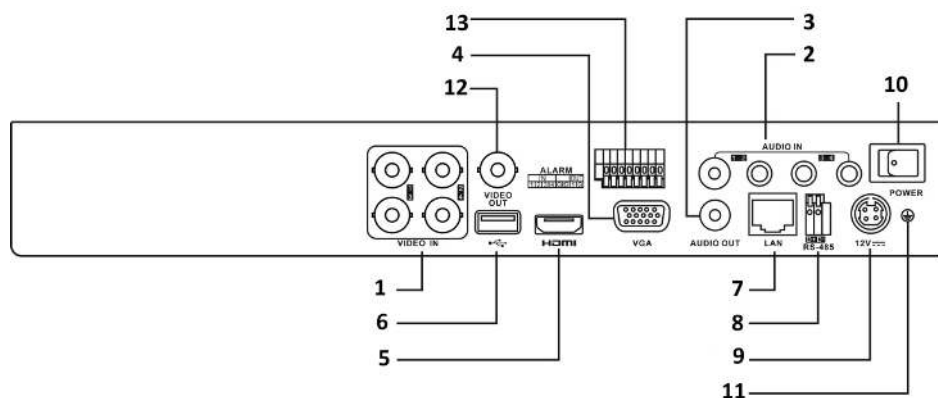 13
3
4
2
12
10
AUDIO IN
ALARM
VIDEO OUT
POWER
VIDEO IN
HDMI
VGA
AUDIO OUT
LAN
RS-485
12V
1
7
6
8
5
9
11